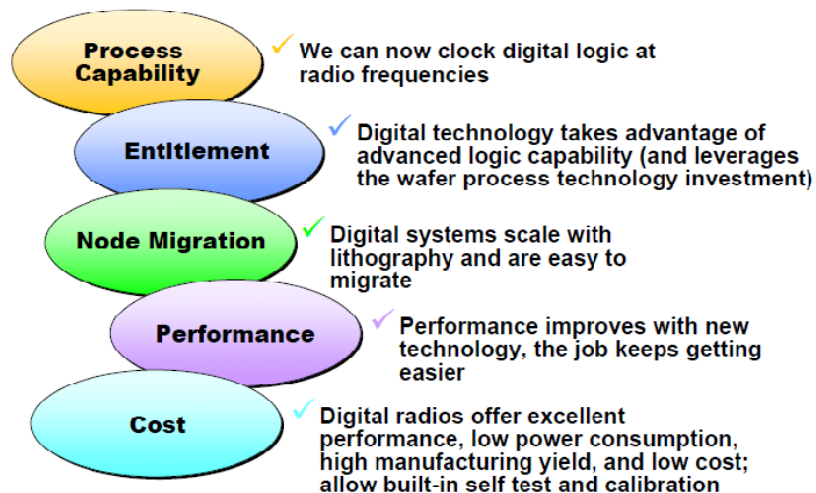 Process
Capability
We can now clock digital logic at
radio frequencies
Entitlement
Digital technology takes advantage of
advanced logic capability (and leverages
the wafer process technology investment)
Node Migration
Digital systems scale with
lithography and are easy to
migrate
Performance
Performance improves with new
technology, the job keeps getting
easier
Cost
Digital radios offer excellent
performance, low power consumption,
high manufacturing yield, and low cost;
allow built-in self test and calibration